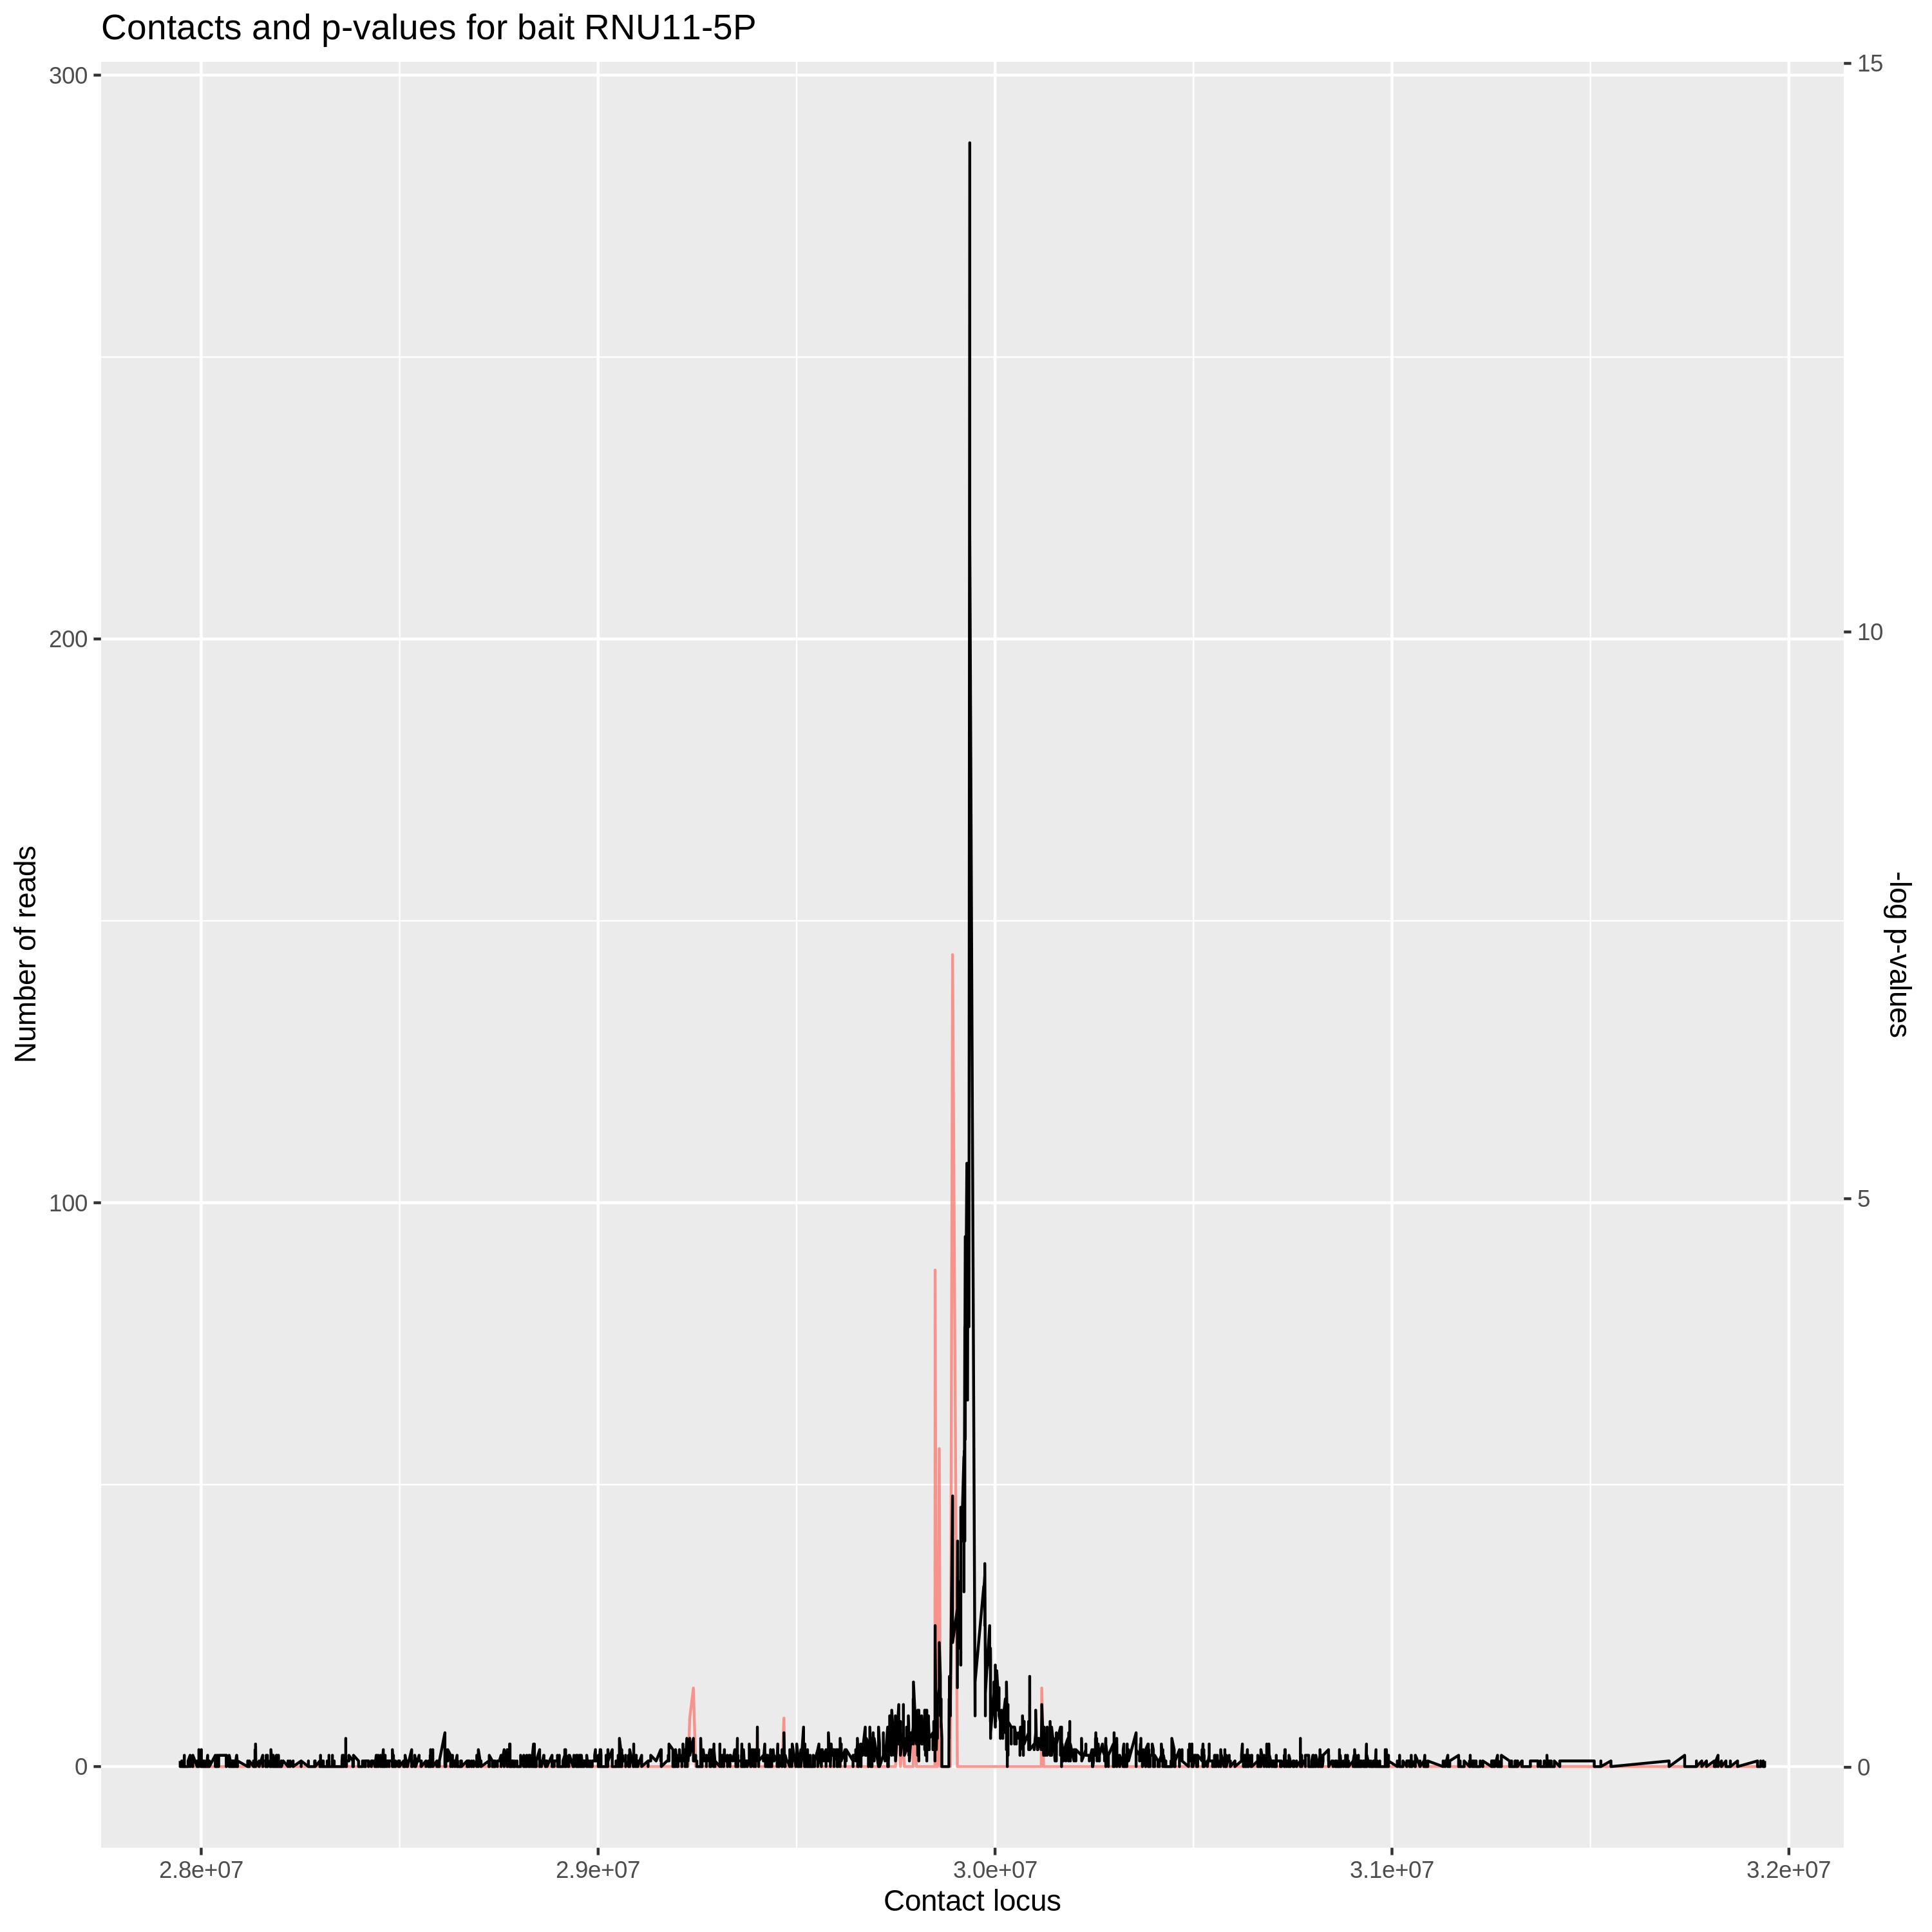 Contacts and p-values for bait RNU11-5P
300
200
100
0
15
10
5
0
Number of reads
-log p-values
2.8e+07 2.9e+07 3.0e+07 3.1e+07 3.2e+07
Contact locus